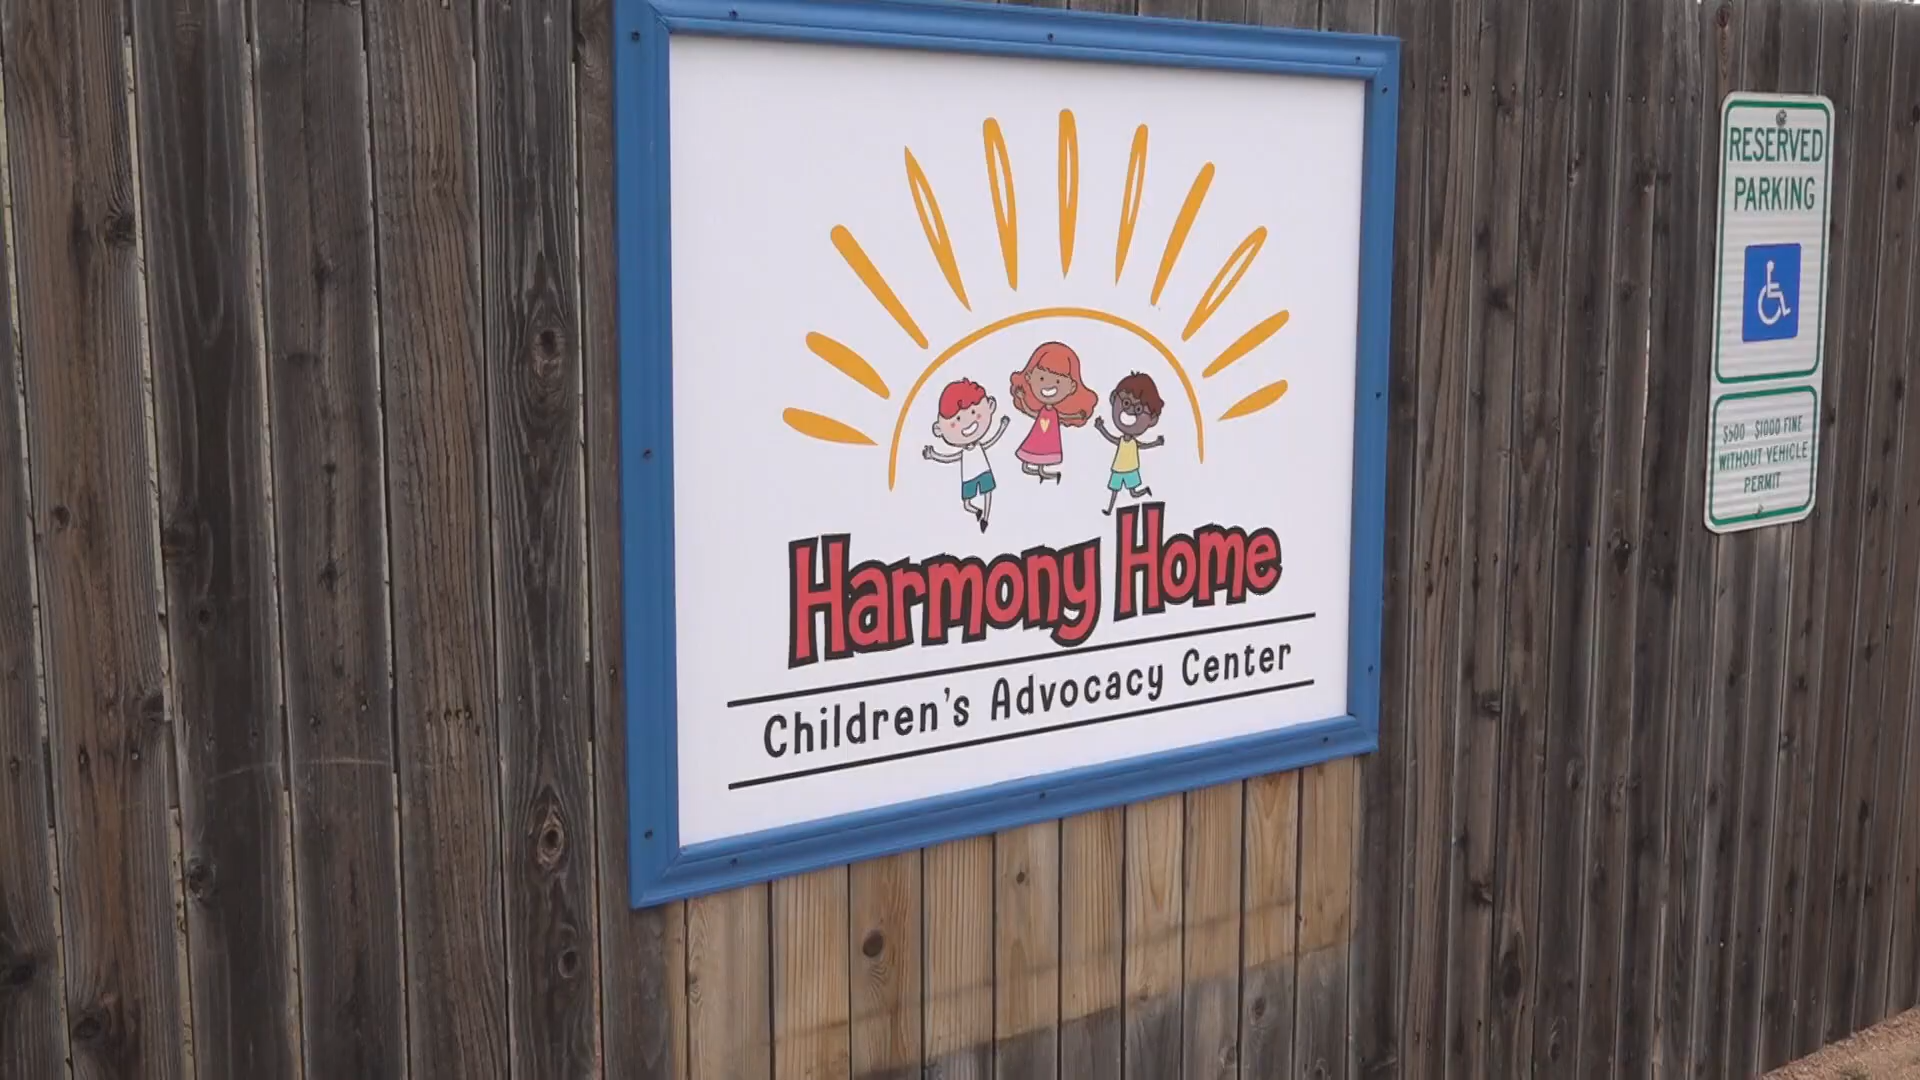 Harmony Home
Children's Advocacy Center
RESERVED
PARKING
$500 $1000 FINE
WITHOUT VEHICLE
PERMIT